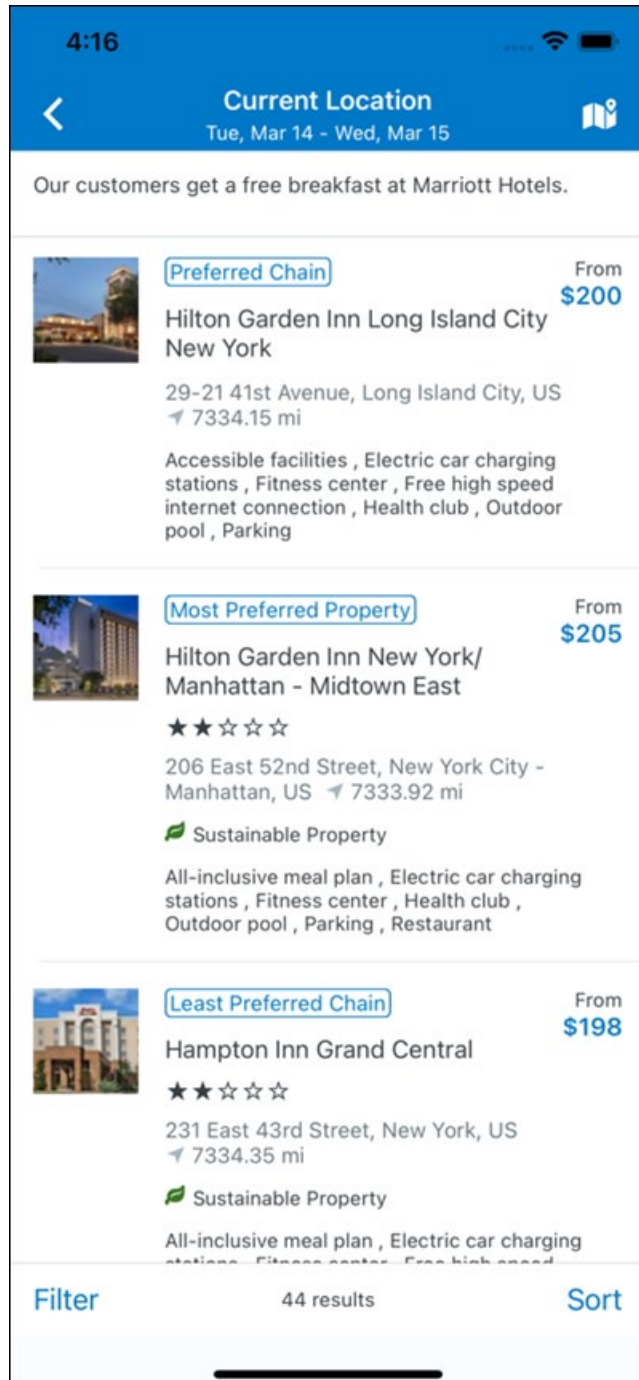 4:16
Current Location
Tue, Mar 14 - Wed, Mar 15
Our customers get a free breakfast at Marriott Hotels.
Preferred Chain
From
$200
Hilton Garden Inn Long Island City
New York
29-21 41st Avenue, Long Island City, US
7334.15 mi
Accessible facilities , Electric car charging
stations , Fitness center , Free high speed
internet connection , Health club , Outdoor
pool , Parking
Most Preferred Property
From
$205
Hilton Garden Inn New York/
Manhattan - Midtown East
206 East 52nd Street, New York City -
Manhattan, US 7333.92 mi
Sustainable Property
All-inclusive meal plan , Electric car charging
stations , Fitness center , Health club ,
Outdoor pool , Parking , Restaurant
Least Preferred Chain
From
$198
Hampton Inn Grand Central
231 East 43rd Street, New York, US
7334.35 mi
Sustainable Property
All-inclusive meal plan , Electric car charging
stations , Fitness center , Free high speed
Filter
44 results
Sort